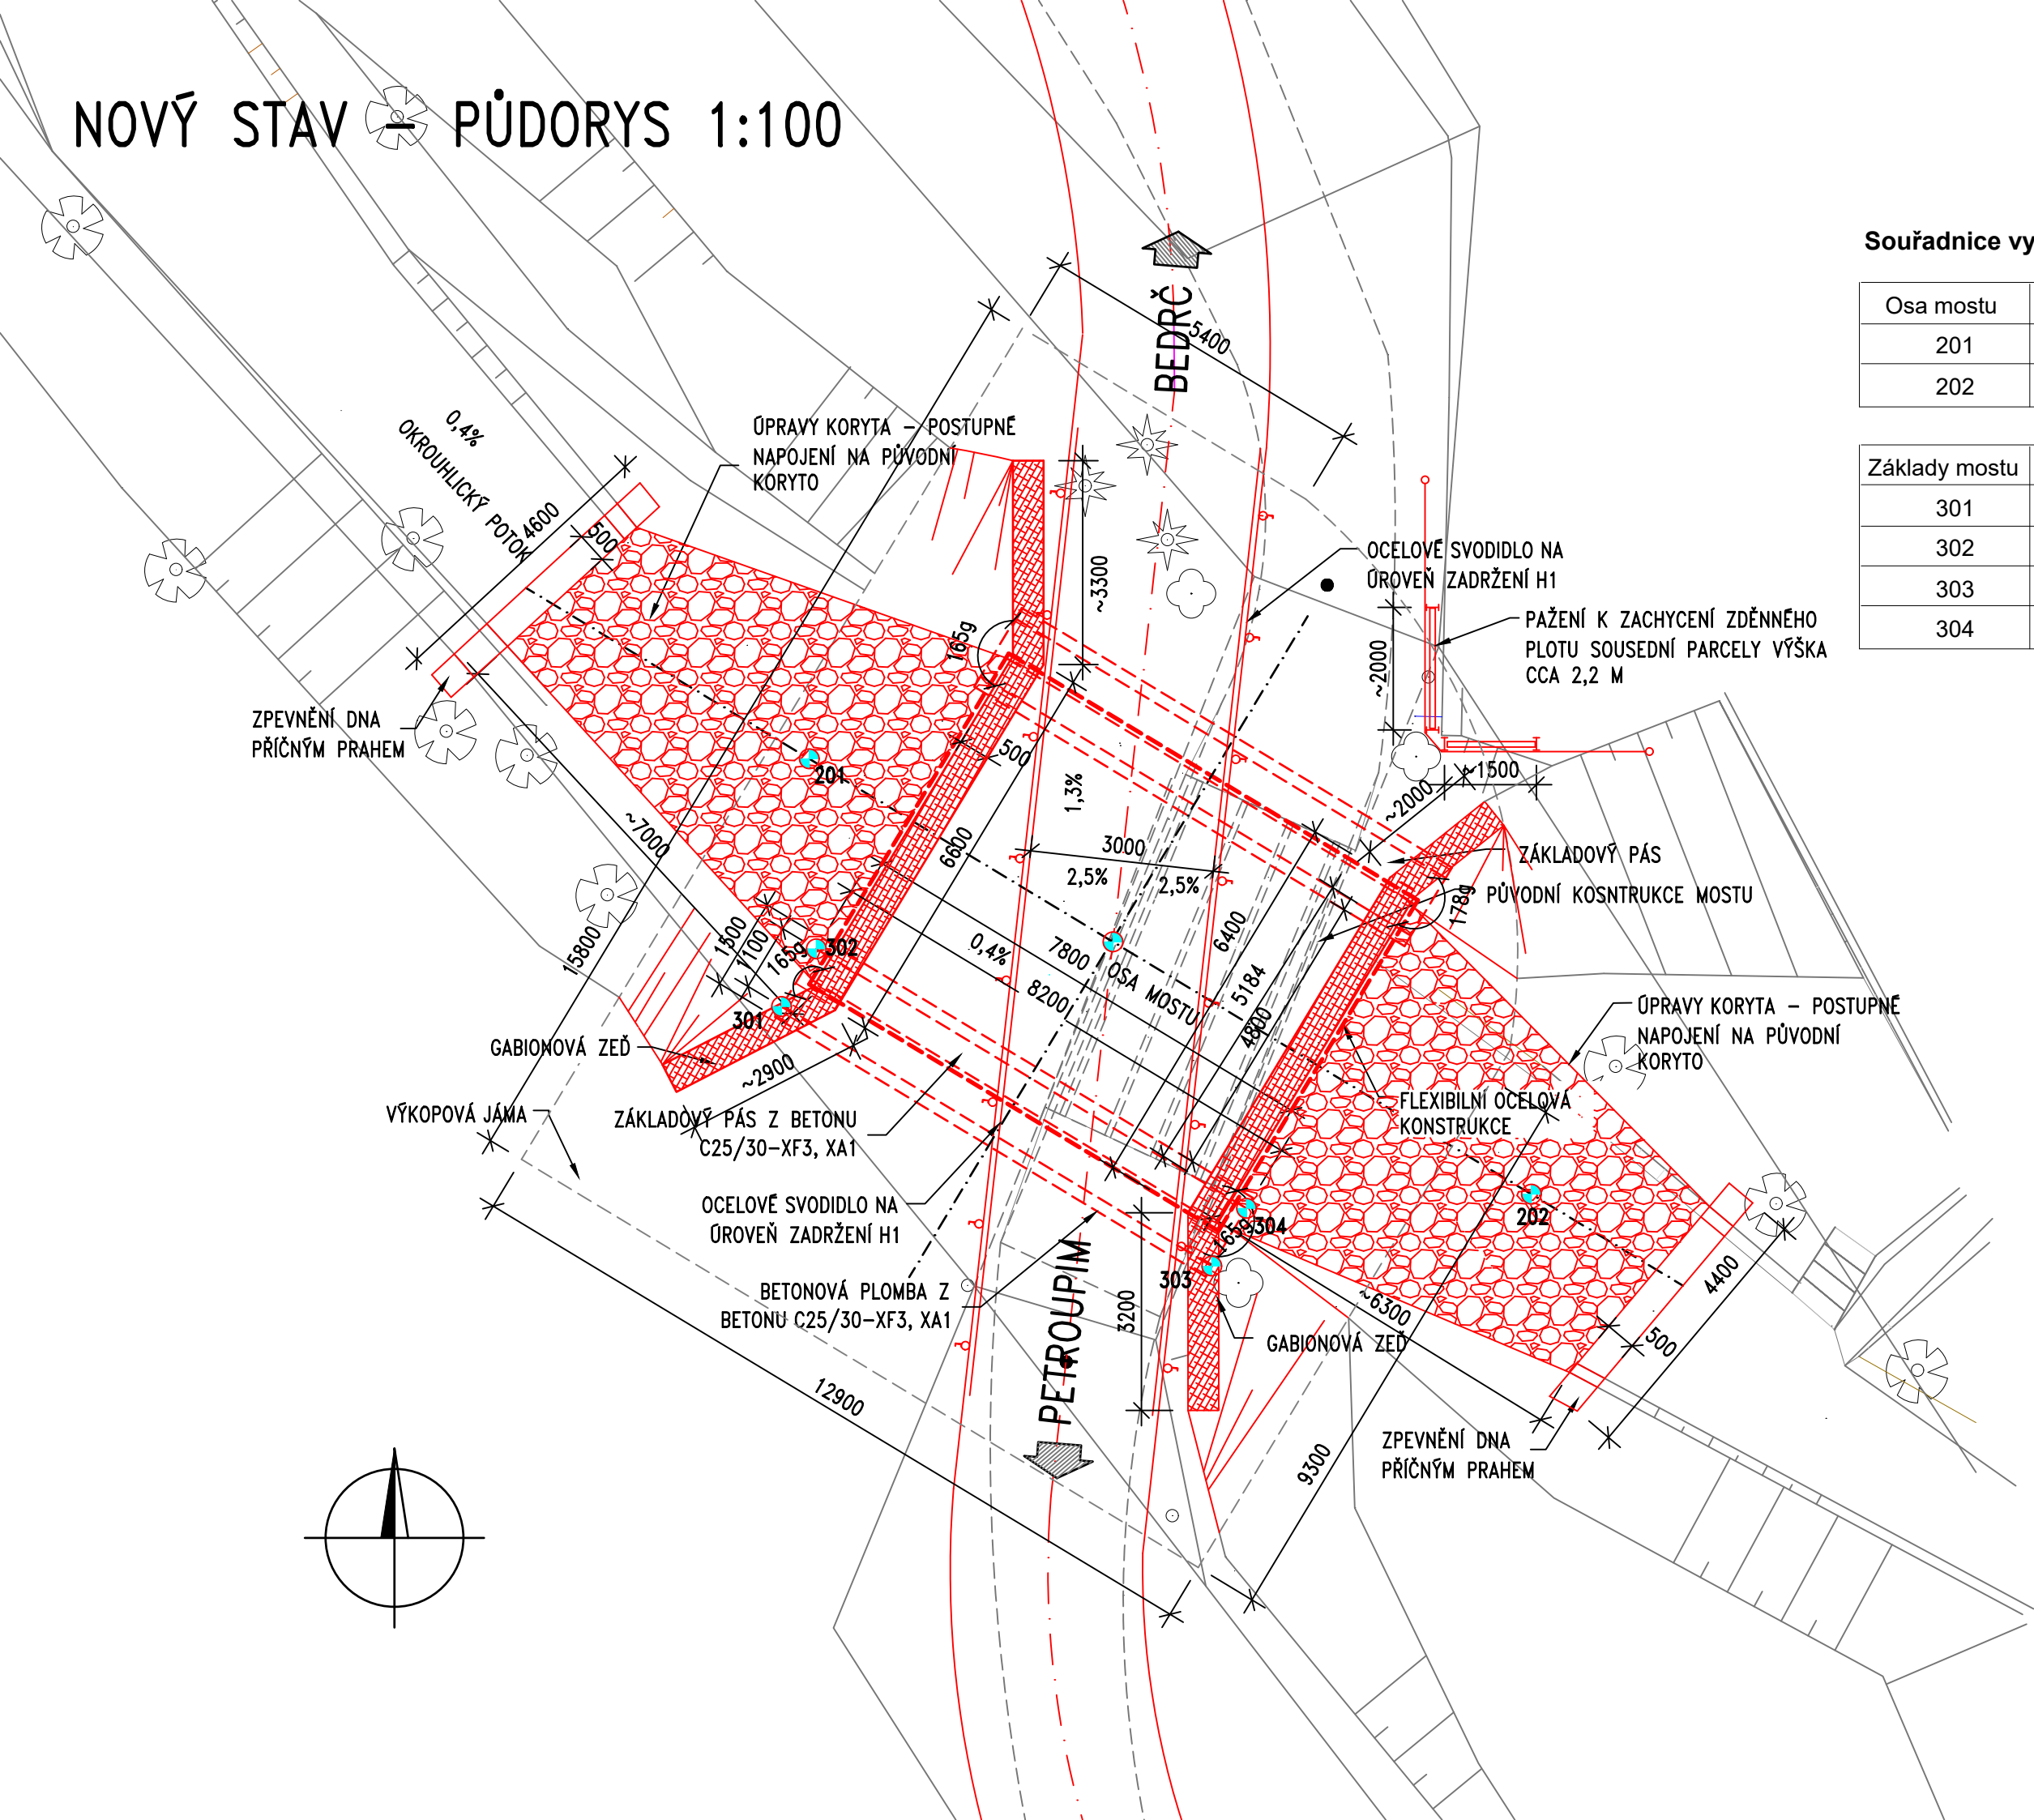 NOVÝ STAV – PŮDORYS 1:100
Souřadnice vy
Osa mostu
201
202
Základy mostu
301
302
303
304
BEDRČ
5400
0,4%
OKROUHLICKÝ POTOK
4600
500
ÚPRAVY KORYTA – POSTUPNÉ
NAPOJENÍ NA PŮVODNÍ
KORYTO
~3300
165g
OCELOVÉ SVODIDLO NA
ÚROVEŇ ZADRŽENÍ H1
PAŽENÍ K ZACHYCENÍ ZDĚNNÉHO
PLOTU SOUSEDNÍ PARCELY VÝŠKA
CCA 2,2 M
~2000
~1500
~2000
ZPEVNĚNÍ DNA
PŘÍČNÝM PRAHEM
201
500
1,3%
~7000
6600
3000
2,5%
2,5%
ZÁKLADOVÝ PÁS
PŮVODNÍ KOSNTRUKCE MOSTU
178g
15800
1500
1100
165g
302
301
0,4%
7800
OSA MOSTU
8200
6400
5184
4800
ÚPRAVY KORYTA – POSTUPNÉ
NAPOJENÍ NA PŮVODNÍ
KORYTO
GABIONOVÁ ZEĎ
~2900
VÝKOPOVÁ JÁMA
ZÁKLADOVÝ PÁS Z BETONU
C25/30–XF3, XA1
FLEXIBILNÍ OCELOVÁ
KONSTRUKCE
OCELOVÉ SVODIDLO NA
ÚROVEŇ ZADRŽENÍ H1
165g
304
303
202
BETONOVÁ PLOMBA Z
BETONU C25/30–XF3, XA1
PETROUPIM
3200
~6300
4400
500
GABIONOVÁ ZEĎ
12900
9300
ZPEVNĚNÍ DNA
PŘÍČNÝM PRAHEM